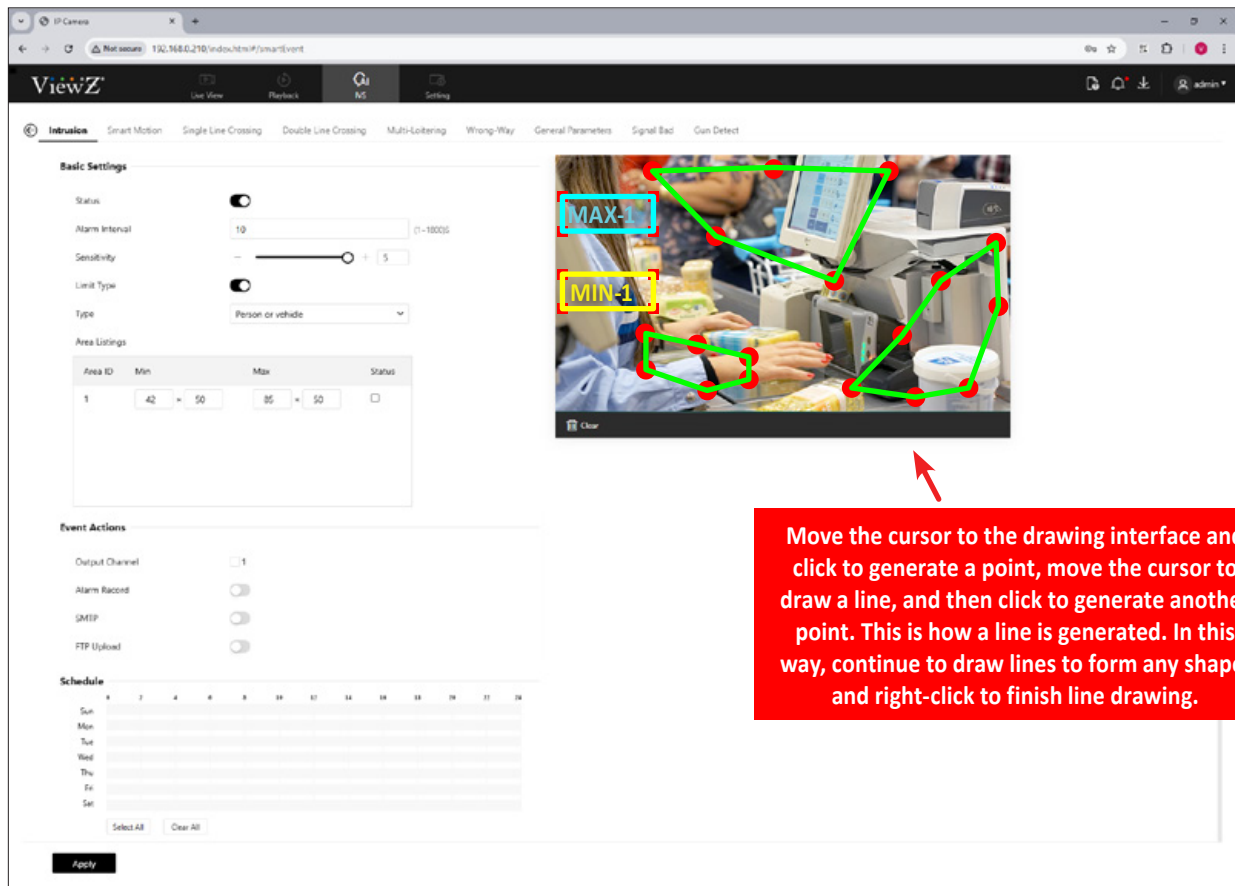 IP Camera
Not secure 192.168.0.210/index.html#/smartEvent
ViewZ
Live View Playback IVS Setting admin
Intrusion Smart Motion Single Line Crossing Double Line Crossing Multi-Loitering Wrong-Way General Parameters Signal Bad Gun Detect
Basic Settings
Status
Alarm Interval 10 (1~1800)S
Sensitivity - + 5
Limit Type
Type Person or vehicle
Area Listings
Area ID Min Max Status
1 42 * 50 85 * 50
MAX-1
MIN-1
Clear
Move the cursor to the drawing interface and
click to generate a point, move the cursor to
draw a line, and then click to generate
point. This is how a line is generated. In this
way, continue to draw lines to form any shape
and right-click to finish line drawing.
Event Actions
Output Channel 1
Alarm Record
SMTP
FTP Upload
Schedule
0 2 4 6 8 10 12 14 16 18 20 22 24
Sun
Mon
Tue
Wed
Thu
Fri
Sat
Select All Clear All
Apply